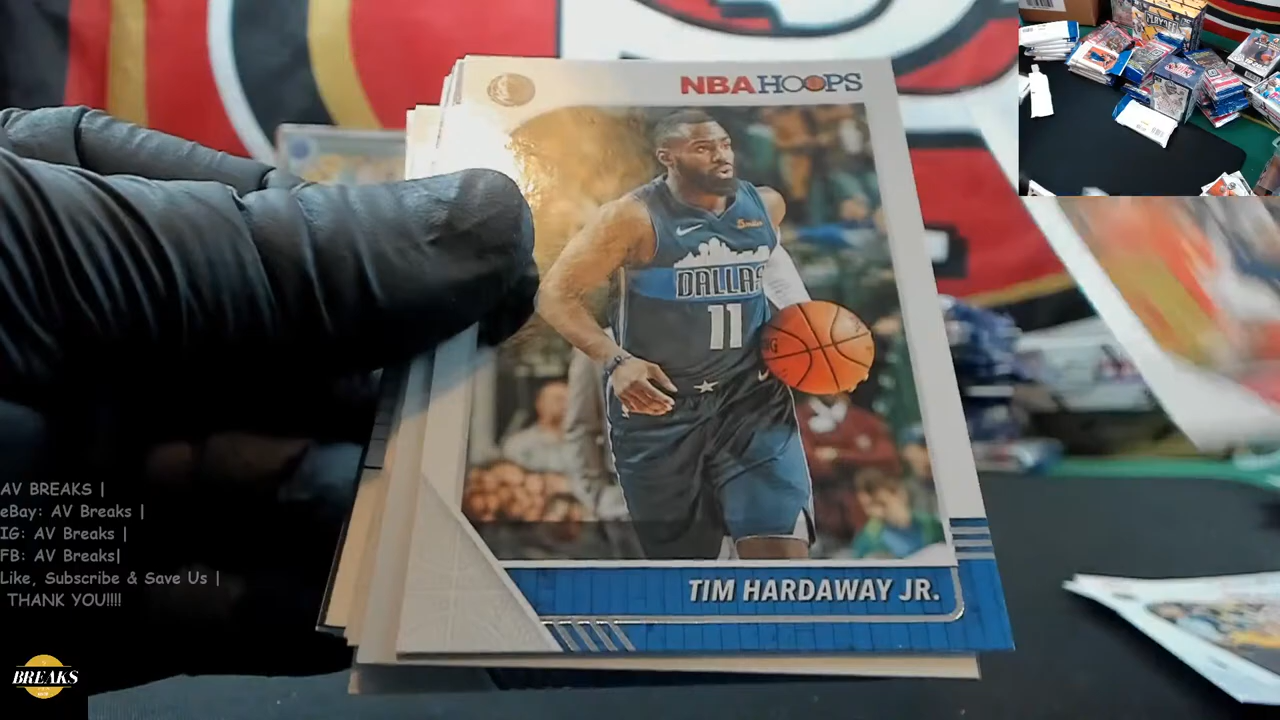 NBA HOOPS
DALLAS
11
TIM HARDAWAY JR.
AV BREAKS |
eBay: AV Breaks |
IG: AV Breaks |
FB: AV Breaks|
Like, Subscribe & Save Us |
THANK YOU!!!!
BREAKS
PLAYOFF